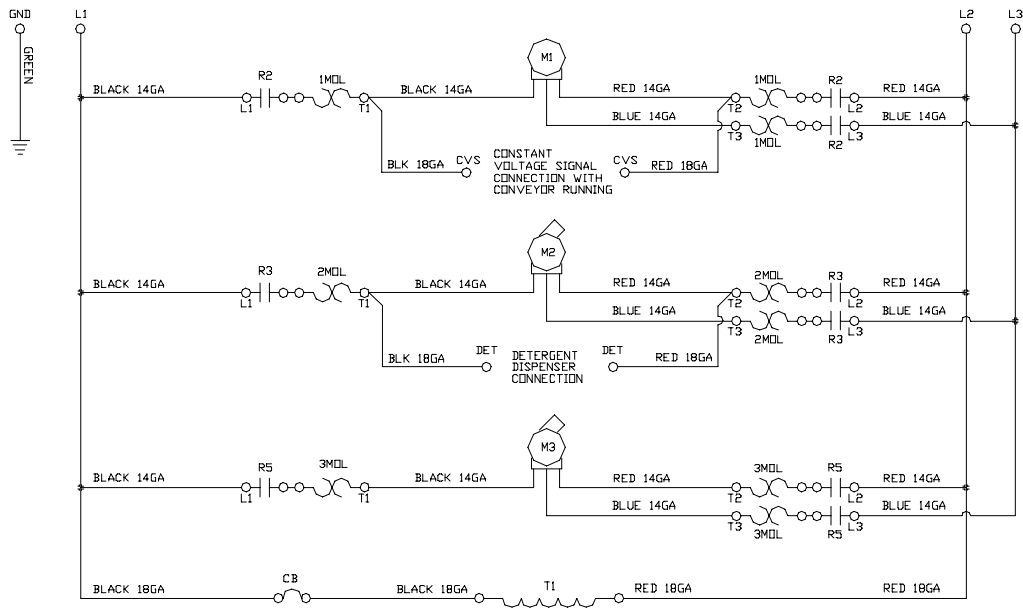 GND
L1
L2
L3
GREEN
BLACK 14GA
R2
L1
1MOL
T1
BLACK 14GA
M1
RED 14GA
T2
1MOL
R2
L2
RED 14GA
BLUE 14GA
T3
1MOL
R2
L3
BLUE 14GA
BLK 18GA
CVS
CONSTANT
VOLTAGE SIGNAL
CONNECTION WITH
CONVEYOR RUNNING
CVS
RED 18GA
BLACK 14GA
R3
L1
2MOL
T1
BLACK 14GA
M2
RED 14GA
T2
2MOL
R3
L2
RED 14GA
BLUE 14GA
T3
2MOL
R3
L3
BLUE 14GA
BLK 18GA
DET
DETERGENT
DISPENSER
CONNECTION
DET
RED 18GA
BLACK 14GA
R5
L1
3MOL
T1
BLACK 14GA
M3
RED 14GA
T2
3MOL
R5
L2
RED 14GA
BLUE 14GA
T3
3MOL
R5
L3
BLUE 14GA
BLACK 18GA
CB
BLACK 18GA
T1
RED 18GA
RED 18GA